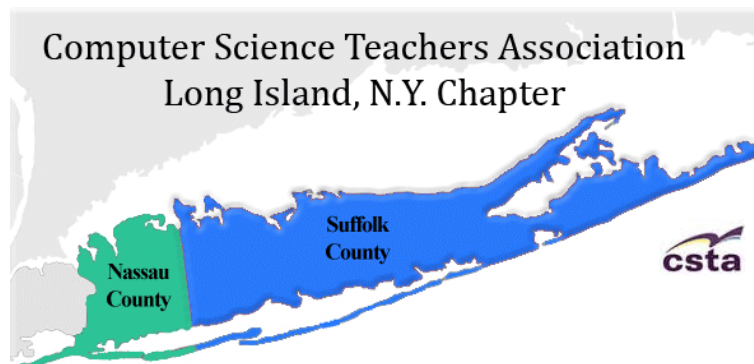 Computer Science Teachers Association
Long Island, N.Y. Chapter
Suffolk
County
Nassau
County
csta